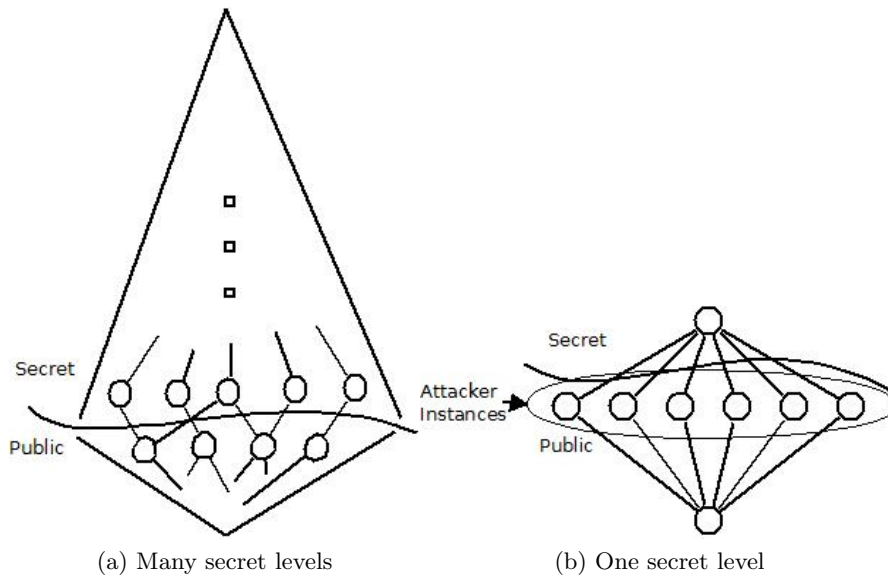 Secret
Public
(a) Many secret levels
Secret
Attacker
Instances
Public
(b) One secret level